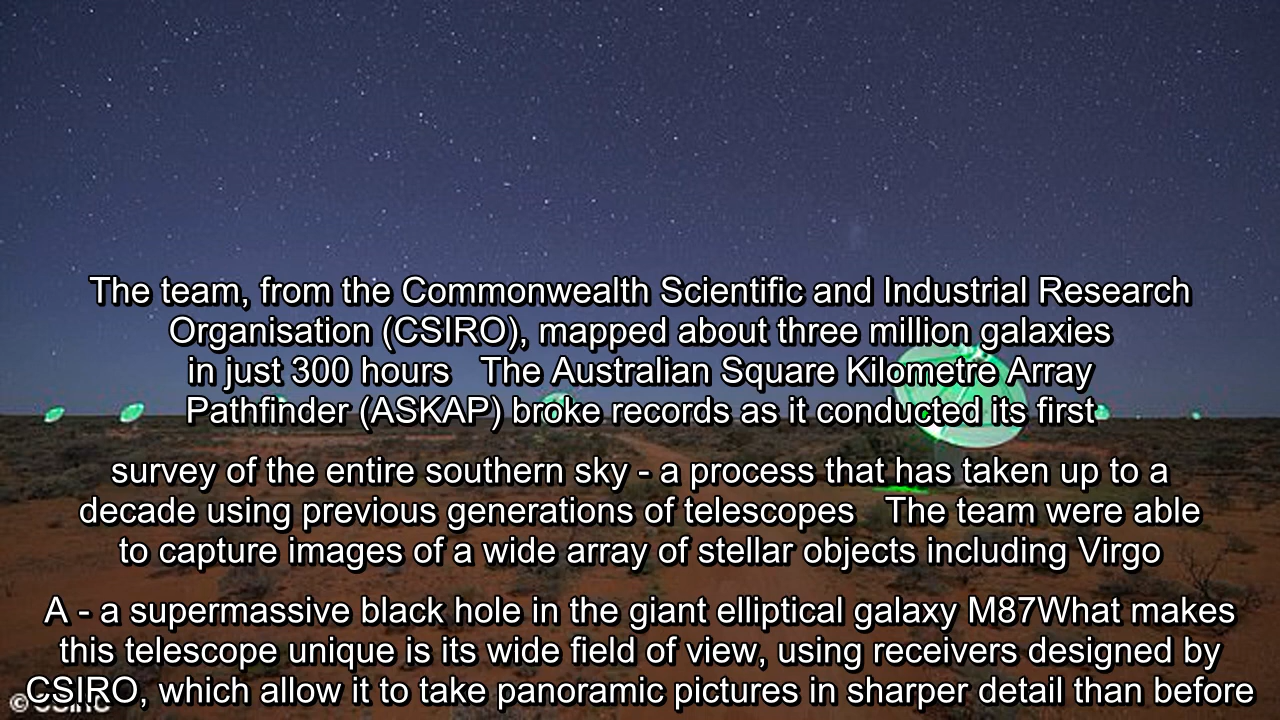 The team, from the Commonwealth Scientific and Industrial Research
Organisation (CSIRO), mapped about three million galaxies
in just 300 hours   The Australian Square Kilometre Array
Pathfinder (ASKAP) broke records as it conducted its first
survey of the entire southern sky - a process that has taken up to a
decade using previous generations of telescopes   The team were able
to capture images of a wide array of stellar objects including Virgo
A - a supermassive black hole in the giant elliptical galaxy M87What makes
this telescope unique is its wide field of view, using receivers designed by
CSIRO, which allow it to take panoramic pictures in sharper detail than before
©